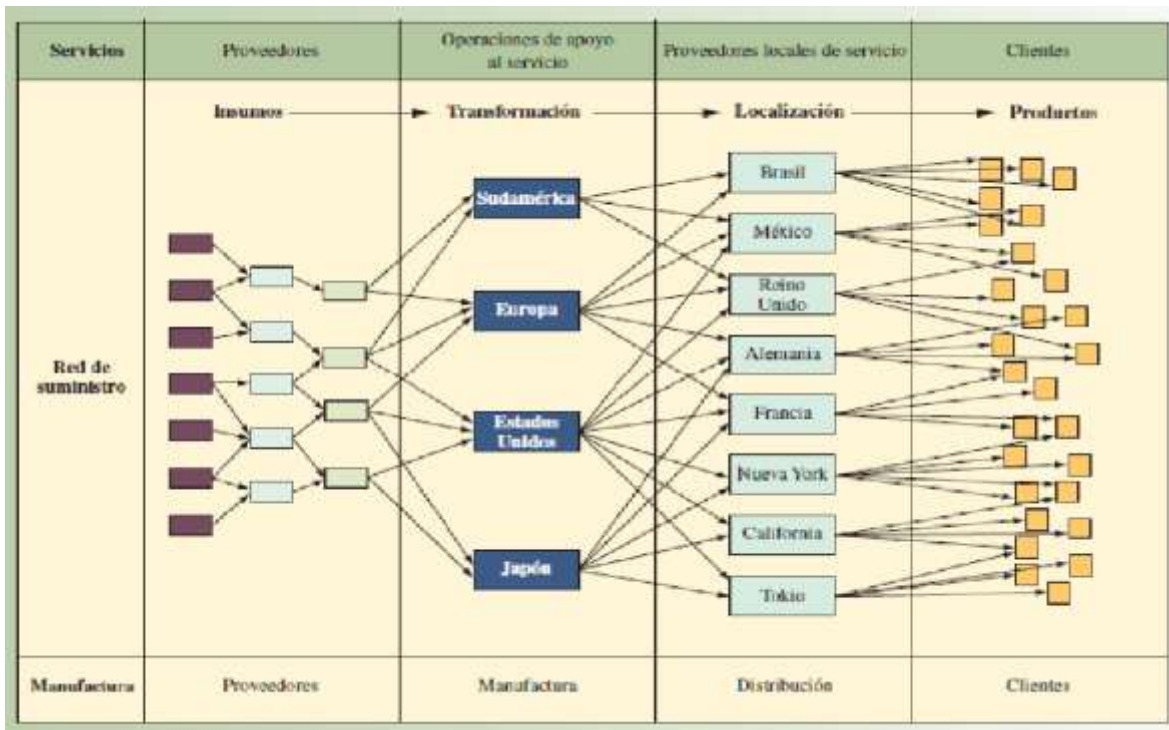 Servicios
Proveedores
Operaciones de apoyo
al servicio
Proveedores locales de servicio
Clientes
Insumos
Transformación
Localización
Productos
Sudamérica
Europa
Estados
Unidos
Japón
Brasil
México
Reino
Unido
Alemania
Francia
Nueva York
California
Tokio
Red de
suministro
Manufactura
Proveedores
Manufactura
Distribución
Clientes